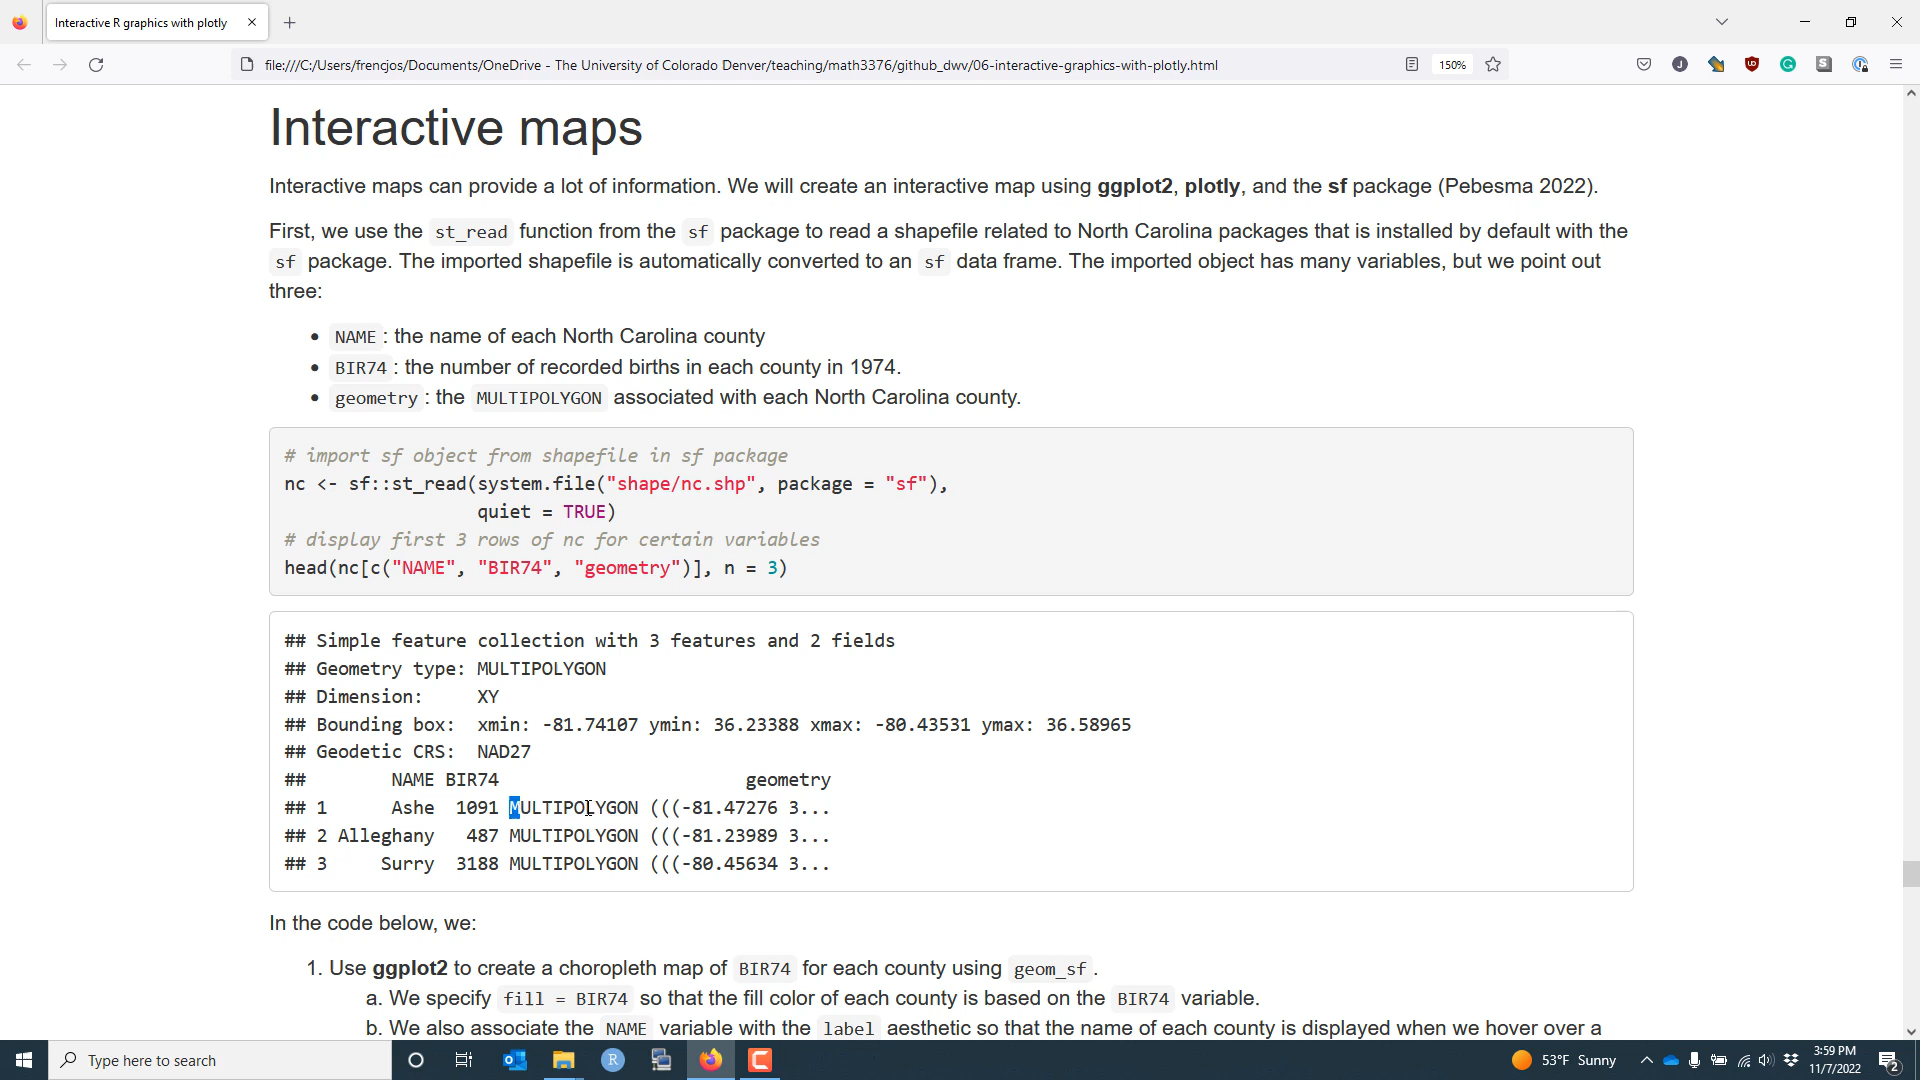 Interactive R graphics with plotly
file:///C:/Users/frencjos/Documents/OneDrive - The University of Colorado Denver/teaching/math3376/github_dwv/06-interactive-graphics-with-plotly.html
150%
Interactive maps
Interactive maps can provide a lot of information. We will create an interactive map using ggplot2, plotly, and the sf package (Pebesma 2022).
First, we use the st_read function from the sf package to read a shapefile related to North Carolina packages that is installed by default with the
sf package. The imported shapefile is automatically converted to an sf data frame. The imported object has many variables, but we point out
three:
• NAME : the name of each North Carolina county
• BIR74 : the number of recorded births in each county in 1974.
• geometry : the MULTIPOLYGON associated with each North Carolina county.
# import sf object from shapefile in sf package
nc <- sf::st_read(system.file("shape/nc.shp", package = "sf"),
quiet = TRUE)
# display first 3 rows of nc for certain variables
head(nc[c("NAME", "BIR74", "geometry")], n = 3)
## Simple feature collection with 3 features and 2 fields
## Geometry type: MULTIPOLYGON
## Dimension:     XY
## Bounding box:  xmin: -81.74107 ymin: 36.23388 xmax: -80.43531 ymax: 36.58965
## Geodetic CRS:  NAD27
##        NAME BIR74                       geometry
## 1      Ashe  1091 MULTIPOLYGON (((-81.47276 3...
## 2 Alleghany   487 MULTIPOLYGON (((-81.23989 3...
## 3     Surry  3188 MULTIPOLYGON (((-80.45634 3...
In the code below, we:
1. Use ggplot2 to create a choropleth map of BIR74 for each county using geom_sf .
a. We specify fill = BIR74 so that the fill color of each county is based on the BIR74 variable.
b. We also associate the NAME variable with the label aesthetic so that the name of each county is displayed when we hover over a
Type here to search
53°F Sunny
3:59 PM
11/7/2022
2